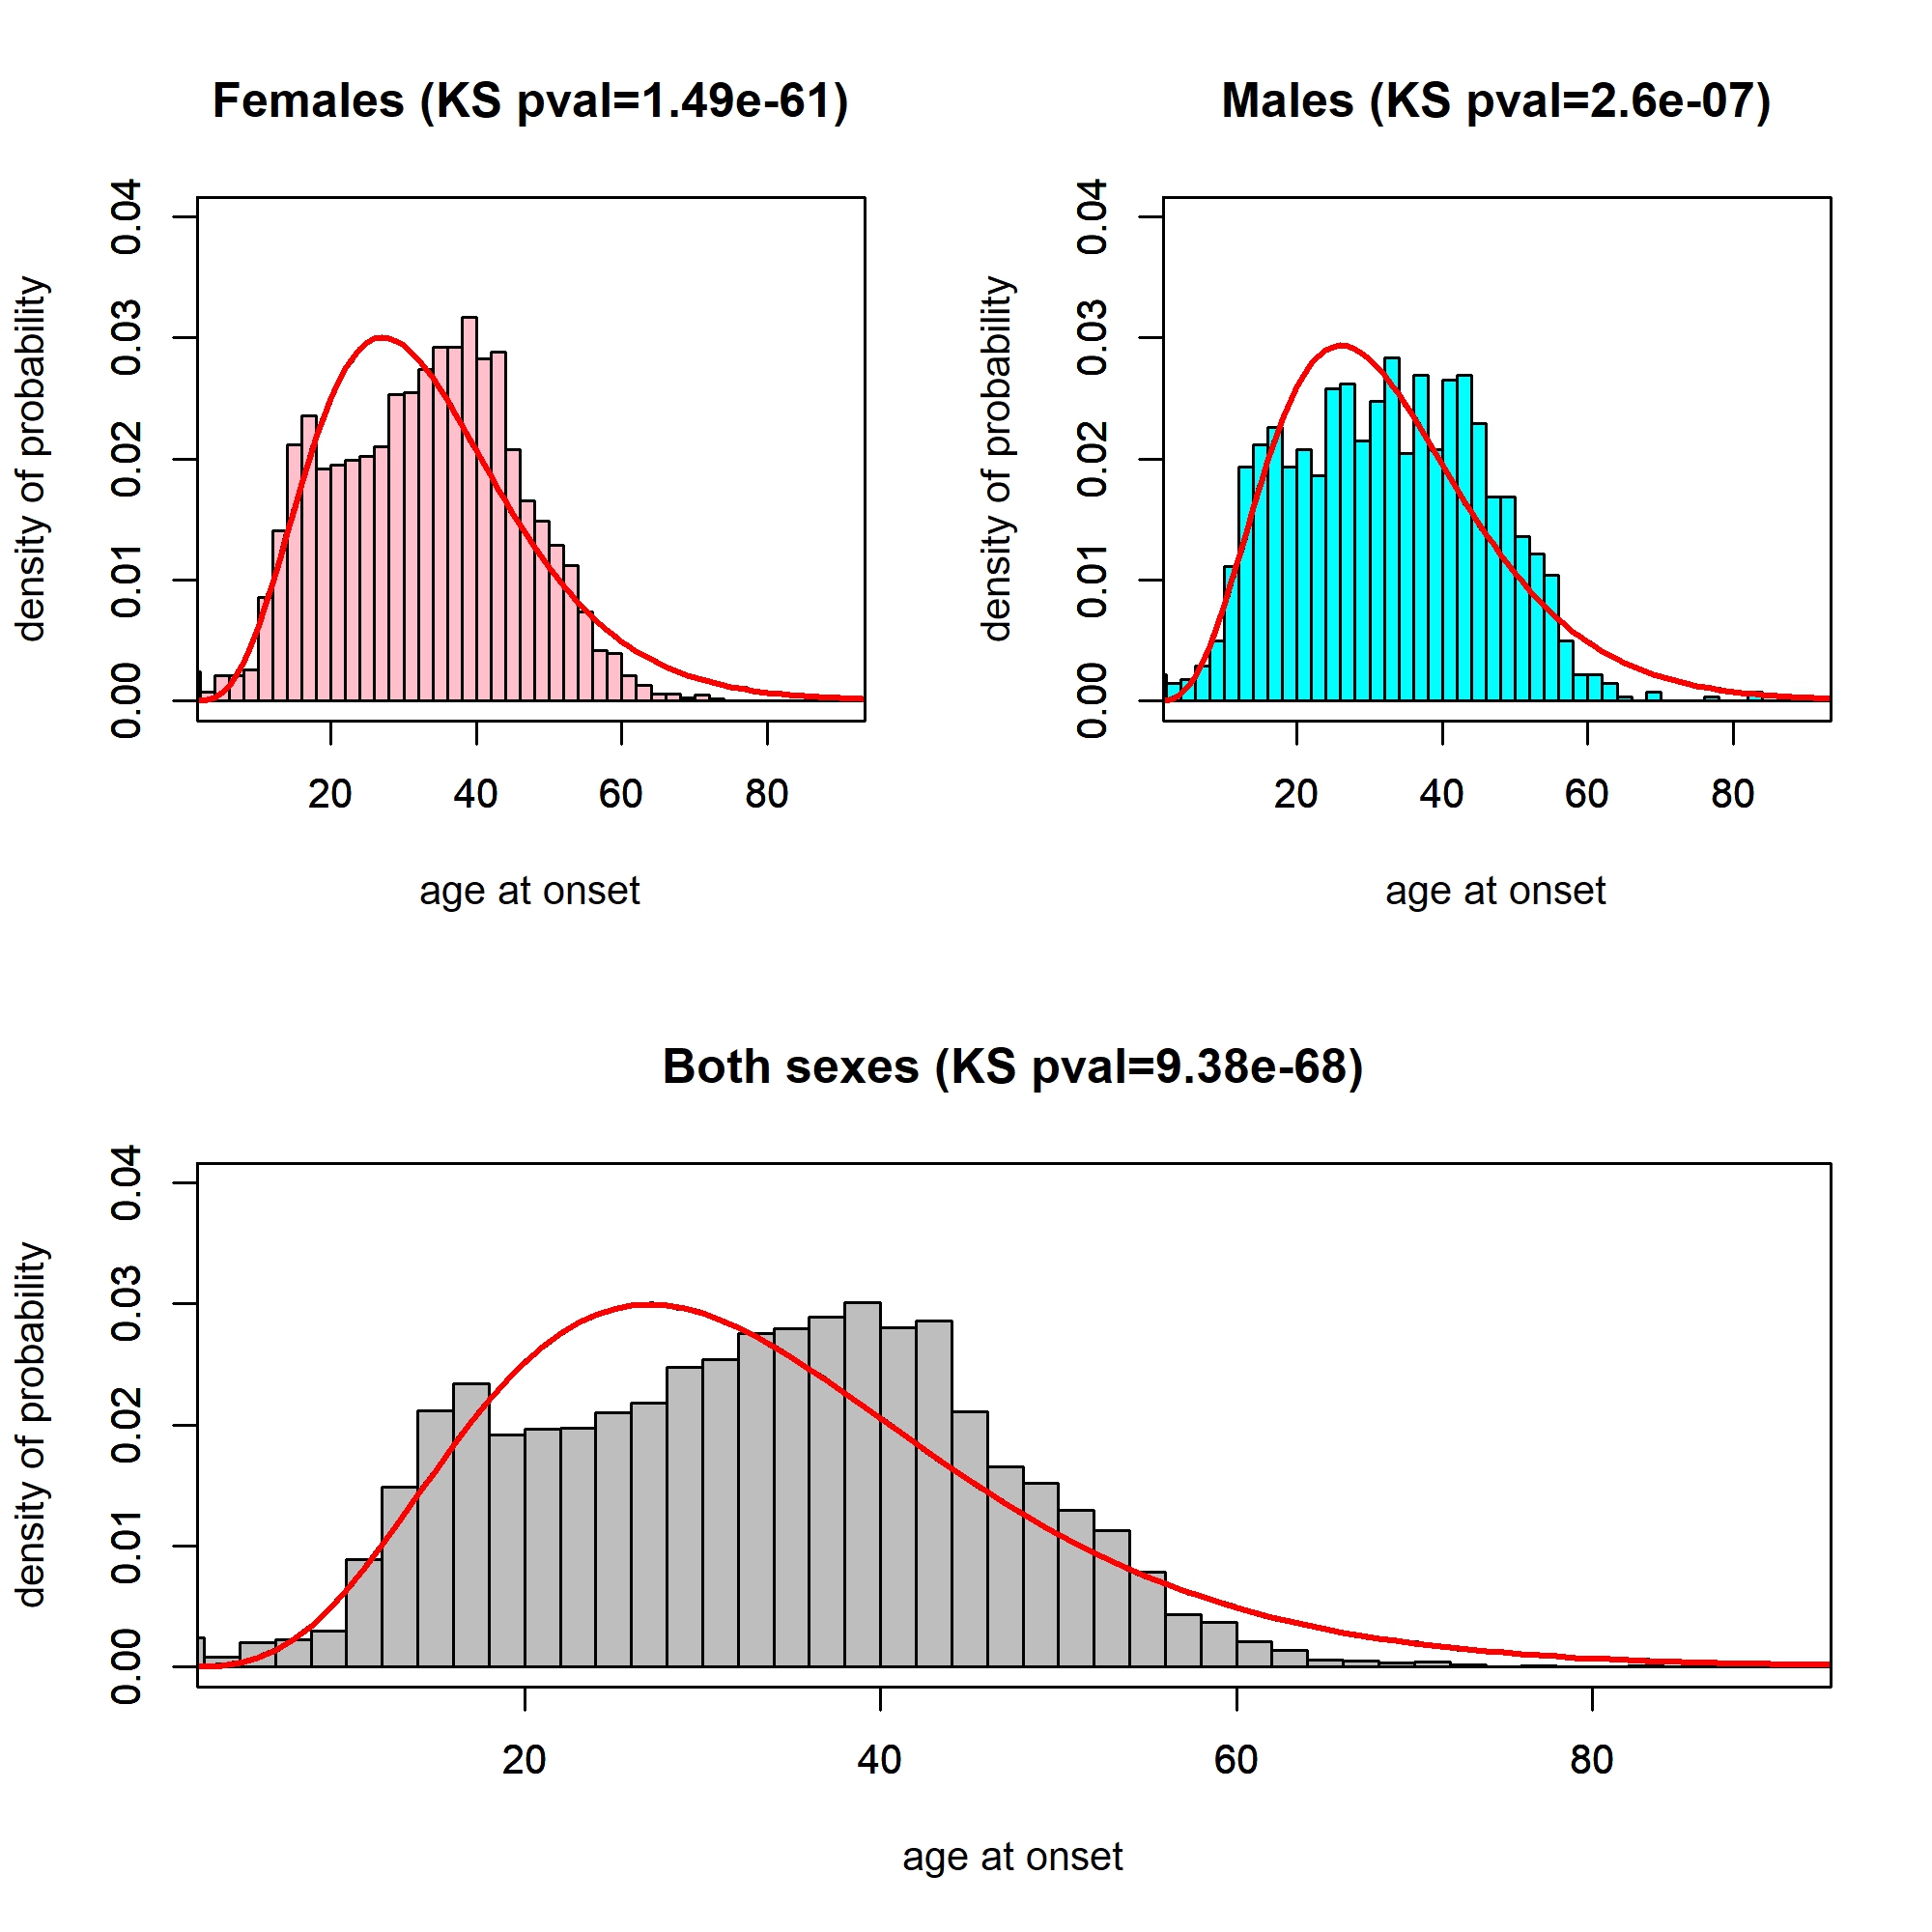 Females (KS pval=1.49e-61)
density of probability
0.04
0.03
0.02
0.01
0.00
20 40 60 80
age at onset
Males (KS pval=2.6e-07)
density of probability
0.04
0.03
0.02
0.01
0.00
20 40 60 80
age at onset
Both sexes (KS pval=9.38e-68)
density of probability
0.04
0.03
0.02
0.01
0.00
20 40 60 80
age at onset